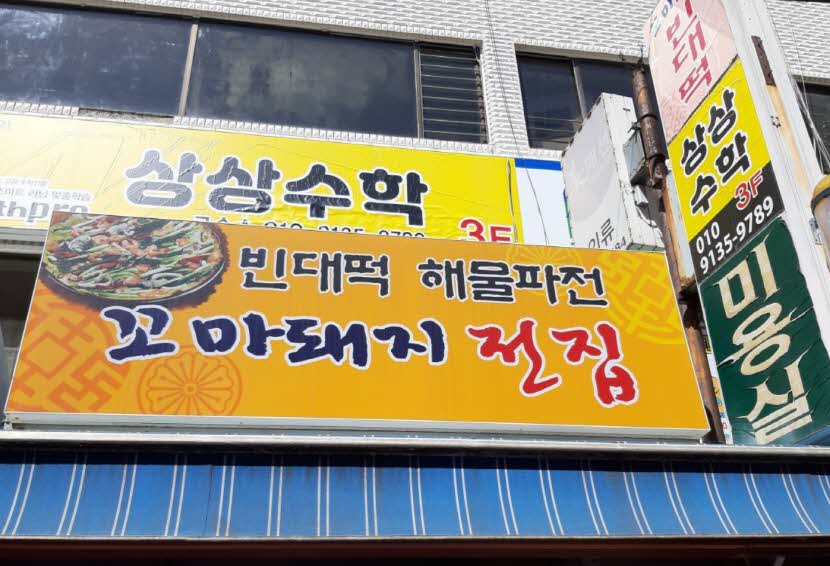 빈대떡
상상수학
3F
010
9135-9789
미용실
상상수학
3F
빈대떡 해물파전
꼬마돼지 전집